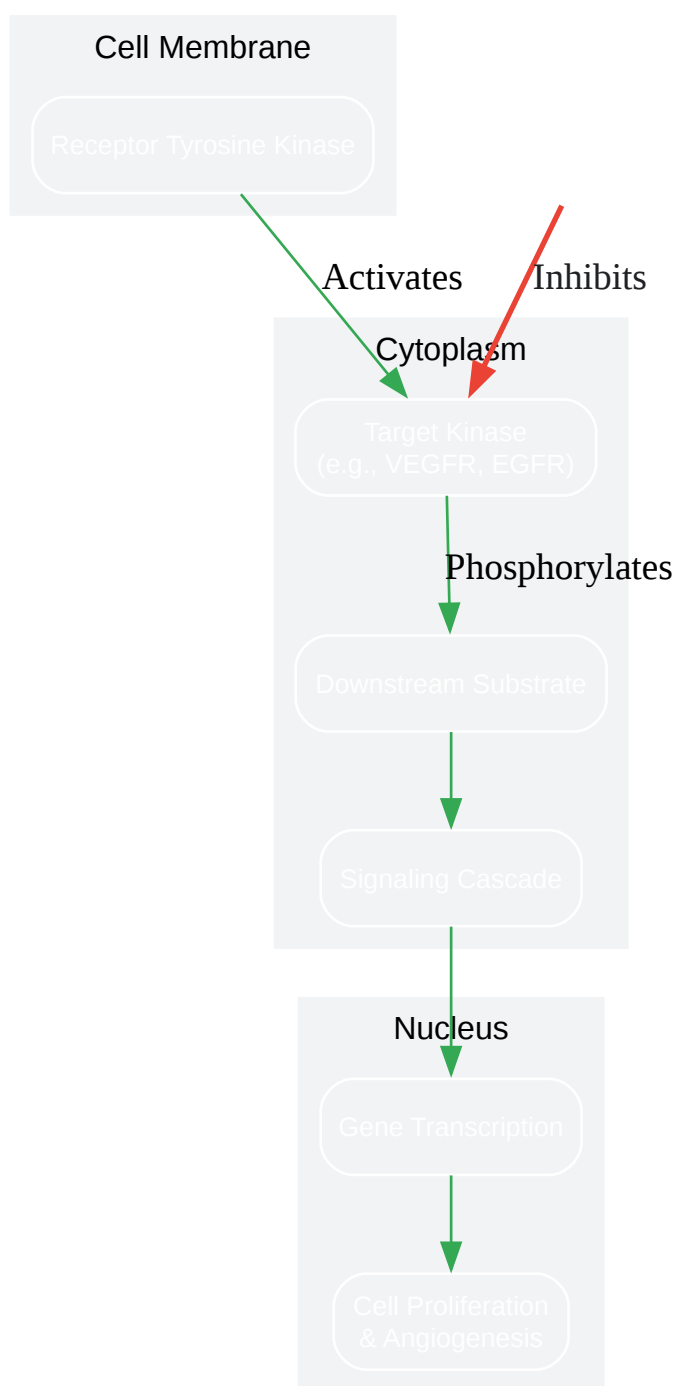 Cell Membrane
Receptor Tyrosine Kinase
Activates
Inhibits
Cytoplasm
Target Kinase
(e.g., VEGFR, EGFR)
Phosphorylates
Downstream Substrate
Signaling Cascade
Nucleus
Gene Transcription
Cell Proliferation
& Angiogenesis